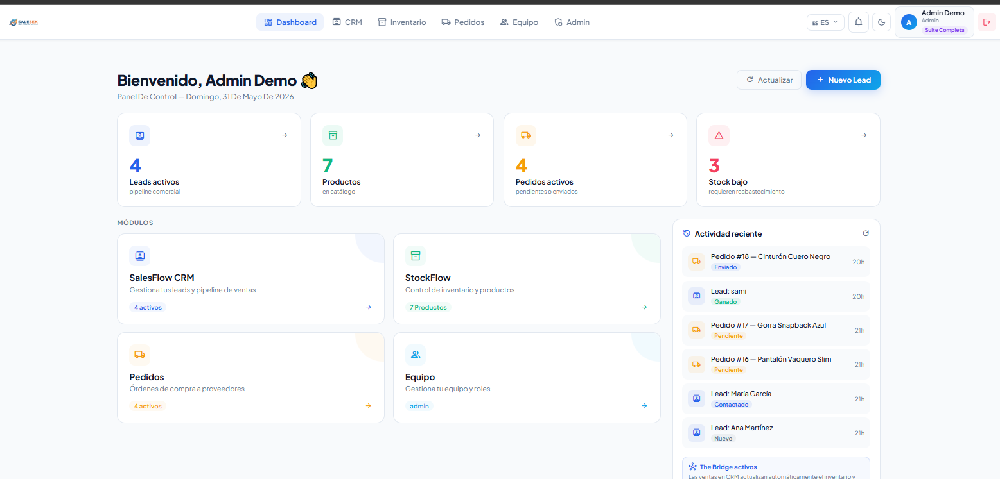 SALESEK
Dashboard
CRM
Inventario
Pedidos
Equipo
Admin
ES ES
A
Admin Demo
Admin
Suite Completa
Bienvenido, Admin Demo 👋
Panel De Control — Domingo, 31 De Mayo De 2026
Actualizar
+ Nuevo Lead
4
Leads activos
pipeline comercial
7
Productos
en catálogo
4
Pedidos activos
pendientes o enviados
3
Stock bajo
requieren reabastecimiento
MÓDULOS
SalesFlow CRM
Gestiona tus leads y pipeline de ventas
4 activos
StockFlow
Control de inventario y productos
7 Productos
Pedidos
Órdenes de compra a proveedores
4 activos
Equipo
Gestiona tu equipo y roles
admin
Actividad reciente
Pedido #18 — Cinturón Cuero Negro
Enviado
20h
Lead: sami
Ganado
20h
Pedido #17 — Gorra Snapback Azul
Pendiente
21h
Pedido #16 — Pantalón Vaquero Slim
Pendiente
21h
Lead: María García
Contactado
21h
Lead: Ana Martínez
Nuevo
21h
The Bridge activos
Las ventas en CRM actualizan automáticamente el inventario y